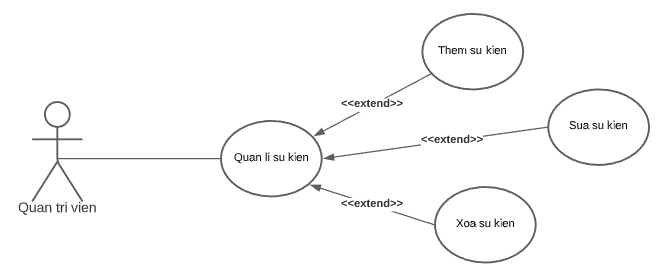 Them su kien
<<extend>>
Sua su kien
<<extend>>
Quan li su kien
<<extend>>
Quan tri vien
Xoa su kien